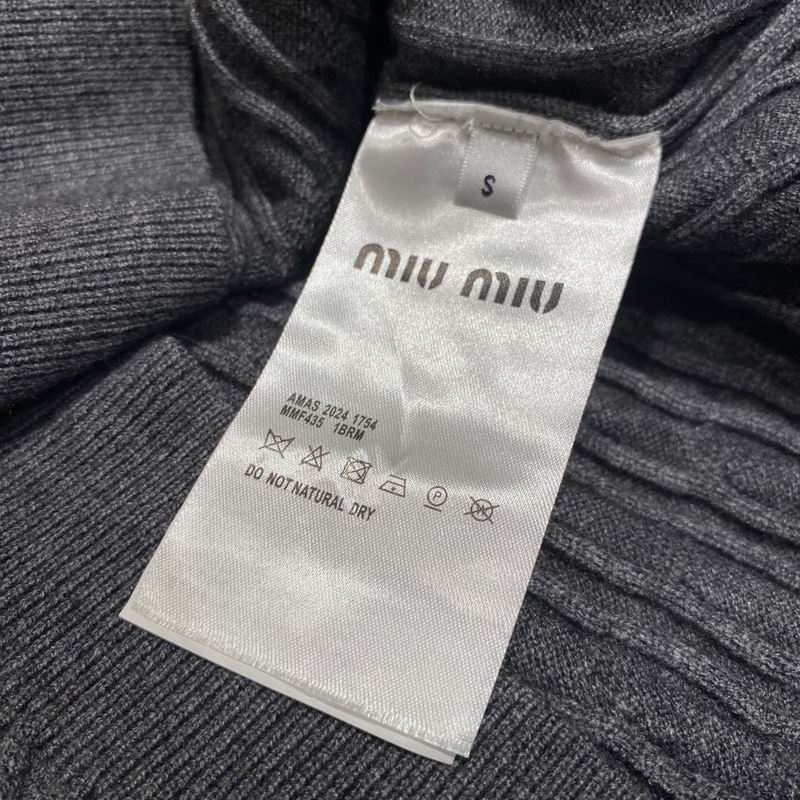 S
miu miu
AMAS 2024 1754
MMF435 1BRM
P
W
DO NOT NATURAL DRY